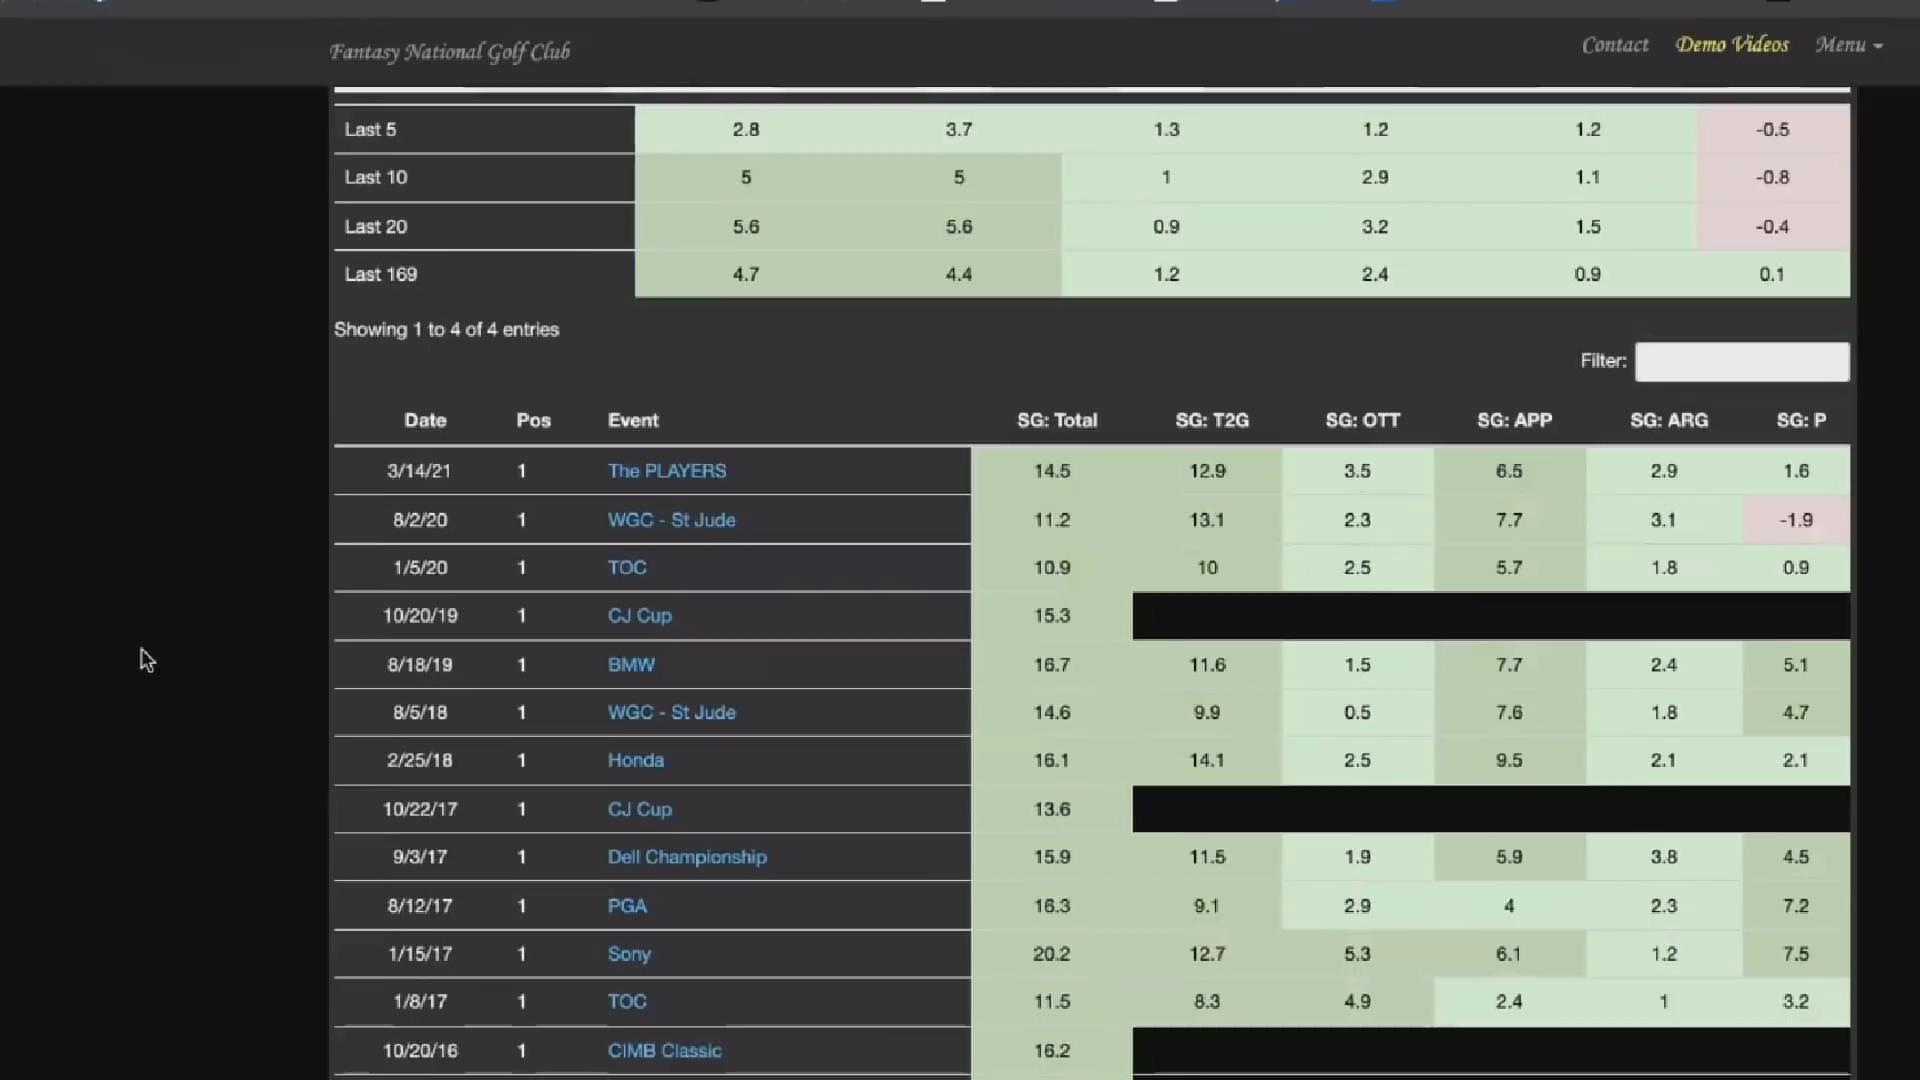 Fantasy National Golf Club Contact Demo Videos Menu
Last 5 2.8 3.7 1.3 1.2 1.2 -0.5
Last 10 5 5 1 2.9 1.1 -0.8
Last 20 5.6 5.6 0.9 3.2 1.5 -0.4
Last 169 4.7 4.4 1.2 2.4 0.9 0.1
Showing 1 to 4 of 4 entries
Filter:
Date Pos Event SG: Total SG: T2G SG: OTT SG: APP SG: ARG SG: P
3/14/21 1 The PLAYERS 14.5 12.9 3.5 6.5 2.9 1.6
8/2/20 1 WGC - St Jude 11.2 13.1 2.3 7.7 3.1 -1.9
1/5/20 1 TOC 10.9 10 2.5 5.7 1.8 0.9
10/20/19 1 CJ Cup 15.3
8/18/19 1 BMW 16.7 11.6 1.5 7.7 2.4 5.1
8/5/18 1 WGC - St Jude 14.6 9.9 0.5 7.6 1.8 4.7
2/25/18 1 Honda 16.1 14.1 2.5 9.5 2.1 2.1
10/22/17 1 CJ Cup 13.6
9/3/17 1 Dell Championship 15.9 11.5 1.9 5.9 3.8 4.5
8/12/17 1 PGA 16.3 9.1 2.9 4 2.3 7.2
1/15/17 1 Sony 20.2 12.7 5.3 6.1 1.2 7.5
1/8/17 1 TOC 11.5 8.3 4.9 2.4 1 3.2
10/20/16 1 CIMB Classic 16.2